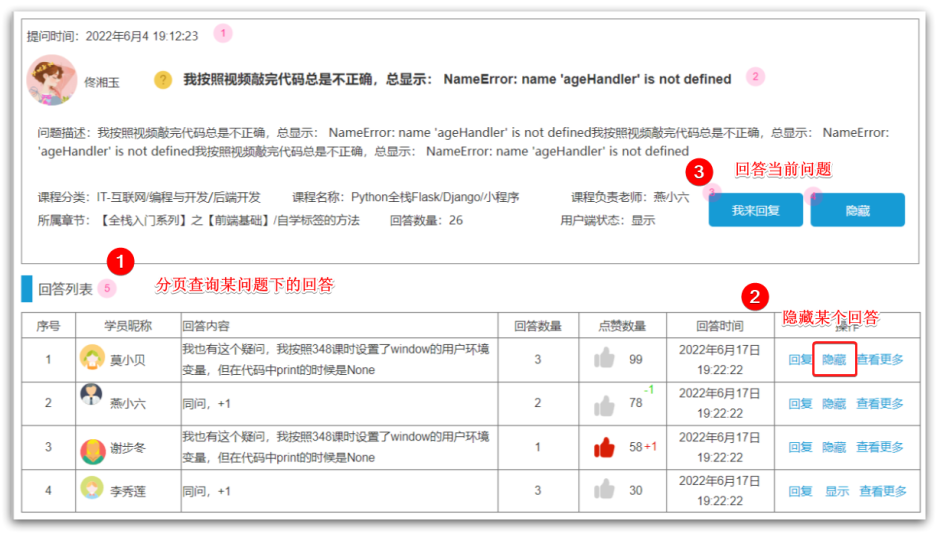 提问时间：2022年6月4 19:12:23 1
佟湘玉 ? 我按照视频敲完代码总是不正确，总显示： NameError: name 'ageHandler' is not defined 2
问题描述：我按照视频敲完代码总是不正确，总显示： NameError: name 'ageHandler' is not defined我按照视频敲完代码总是不正确，总显示： NameError:
'ageHandler' is not defined我按照视频敲完代码总是不正确，总显示： NameError: name 'ageHandler' is not defined
3 回答当前问题
课程分类：IT-互联网/编程与开发/后端开发 课程名称：Python全栈Flask/Django/小程序 课程负责老师：燕小六
所属章节：【全栈入门系列】之【前端基础】/自学标签的方法 回答数量：26 用户端状态：显示
3 我来回复 4 隐藏
1 分页查询某问题下的回答
回答列表 5
2 隐藏某个回答
序号 学员昵称 回答内容 回答数量 点赞数量 回答时间 操作
1 莫小贝 我也有这个疑问，我按照348课时设置了window的用户环境
变量，但在代码中print的时候是None 3 99 2022年6月17日
19:22:22 回复 隐藏 查看更多
2 燕小六 同问，+1 2 78 -1 2022年6月17日
19:22:22 回复 隐藏 查看更多
3 谢步冬 我也有这个疑问，我按照348课时设置了window的用户环境
变量，但在代码中print的时候是None 1 58 +1 2022年6月17日
19:22:22 回复 隐藏 查看更多
4 李秀莲 同问，+1 3 30 2022年6月17日
19:22:22 回复 显示 查看更多